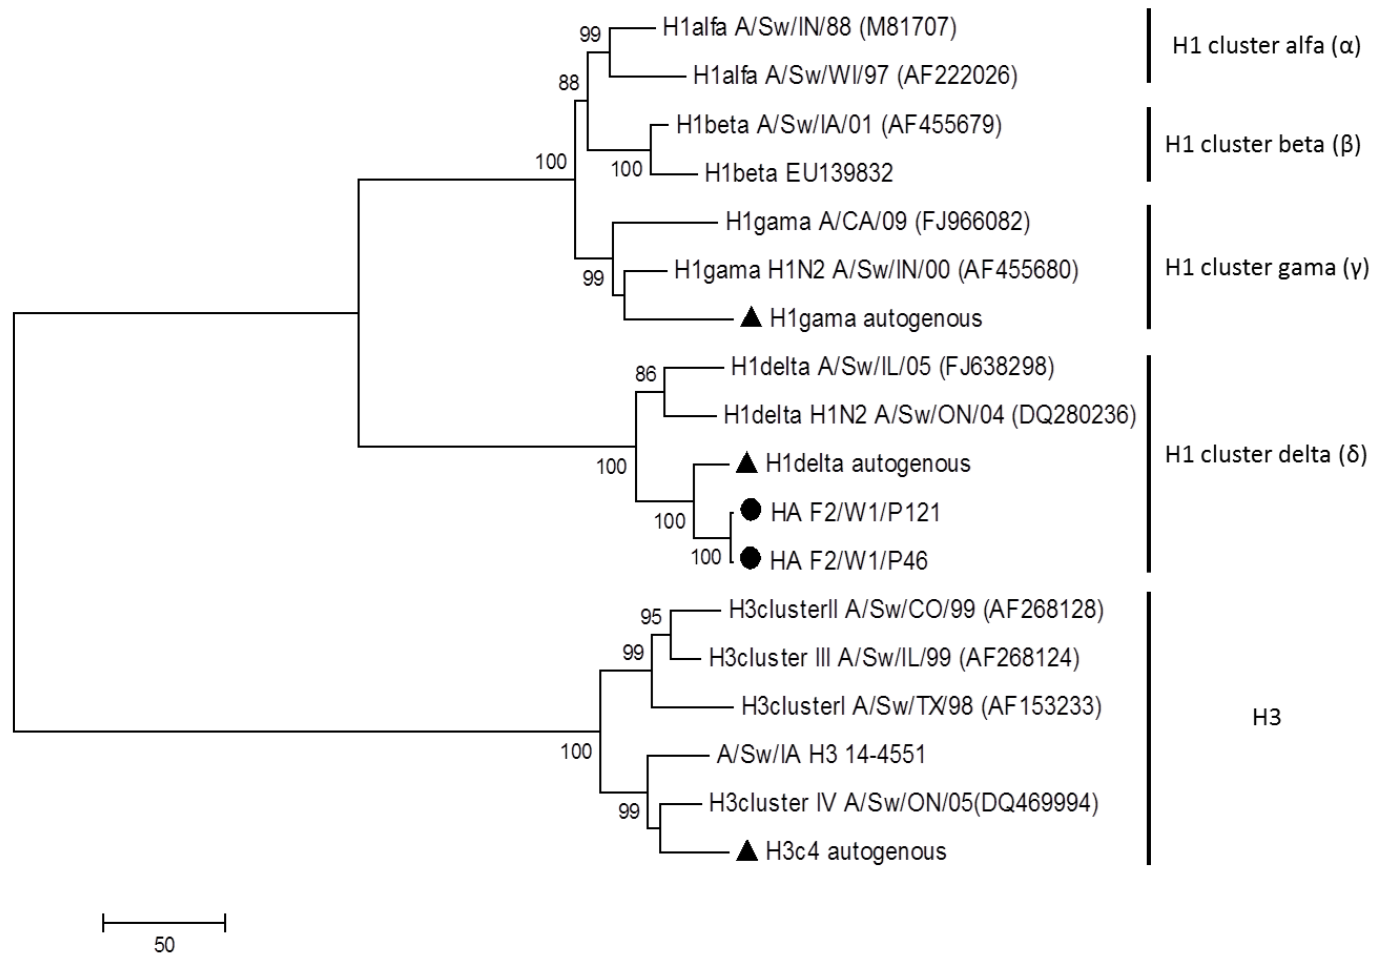 99
H1alfa A/Sw/IN/88 (M81707)
H1 cluster alfa (α)
H1alfa A/Sw/WI/97 (AF222026)
88
H1beta A/Sw/IA/01 (AF455679)
H1 cluster beta (β)
100
100
H1beta EU139832
H1gama A/CA/09 (FJ966082)
H1gama H1N2 A/Sw/IN/00 (AF455680)
H1 cluster gama (γ)
99
H1gama autogenous
H1delta A/Sw/IL/05 (FJ638298)
86
H1delta H1N2 A/Sw/ON/04 (DQ280236)
H1 cluster delta (δ)
100
H1delta autogenous
HA F2/W1/P121
100
100
HA F2/W1/P46
H3clusterII A/Sw/CO/99 (AF268128)
95
99
H3cluster III A/Sw/IL/99 (AF268124)
H3clusterI A/Sw/TX/98 (AF153233)
H3
100
A/Sw/IA H3 14-4551
H3cluster IV A/Sw/ON/05(DQ469994)
99
H3c4 autogenous
50